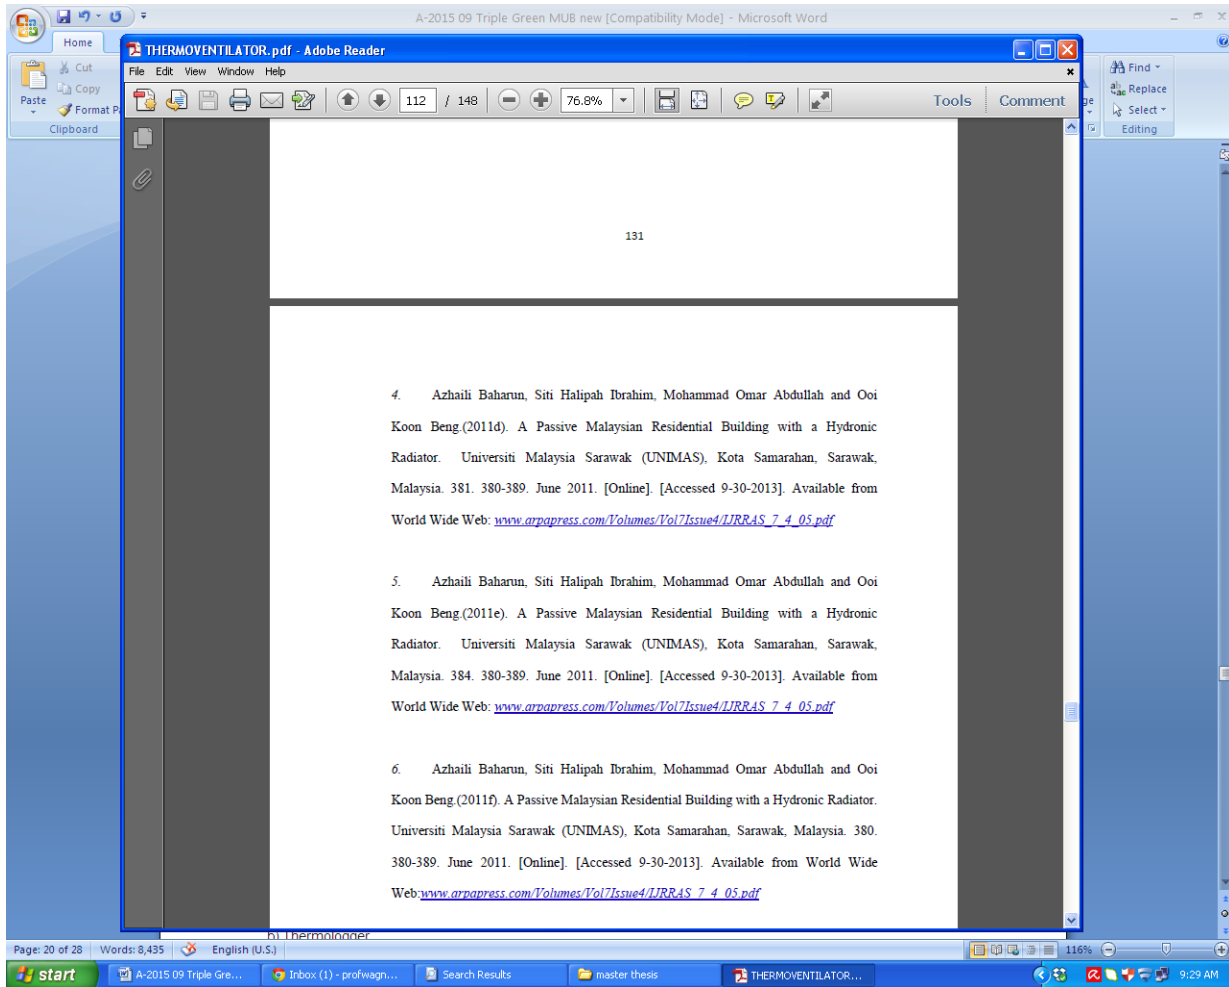 A-2015 09 Triple Green MUB new [Compatibility Mode] - Microsoft Word
Home
Cut
Copy
Paste
Format Pa
Clipboard
Find
Replace
Select
Editing
THERMOVENTILATOR.pdf - Adobe Reader
File Edit View Window Help
112 / 148
76.8%
Tools Comment
131
4. Azhaili Baharun, Siti Halipah Ibrahim, Mohammad Omar Abdullah and Ooi
Koon Beng.(2011d). A Passive Malaysian Residential Building with a Hydronic
Radiator. Universiti Malaysia Sarawak (UNIMAS), Kota Samarahan, Sarawak,
Malaysia. 381. 380-389. June 2011. [Online]. [Accessed 9-30-2013]. Available from
World Wide Web: www.arpapress.com/Volumes/Vol7Issue4/IJRRAS_7_4_05.pdf
5. Azhaili Baharun, Siti Halipah Ibrahim, Mohammad Omar Abdullah and Ooi
Koon Beng.(2011e). A Passive Malaysian Residential Building with a Hydronic
Radiator. Universiti Malaysia Sarawak (UNIMAS), Kota Samarahan, Sarawak,
Malaysia. 384. 380-389. June 2011. [Online]. [Accessed 9-30-2013]. Available from
World Wide Web: www.arpapress.com/Volumes/Vol7Issue4/IJRRAS_7_4_05.pdf
6. Azhaili Baharun, Siti Halipah Ibrahim, Mohammad Omar Abdullah and Ooi
Koon Beng.(2011f). A Passive Malaysian Residential Building with a Hydronic Radiator.
Universiti Malaysia Sarawak (UNIMAS), Kota Samarahan, Sarawak, Malaysia. 380.
380-389. June 2011. [Online]. [Accessed 9-30-2013]. Available from World Wide
Web:www.arpapress.com/Volumes/Vol7Issue4/IJRRAS_7_4_05.pdf
b) Thermologger
Page: 20 of 28 Words: 8,435 English (U.S.) 116%
start A-2015 09 Triple Gre... Inbox (1) - profwagn... Search Results master thesis THERMOVENTILATOR... 9:29 AM